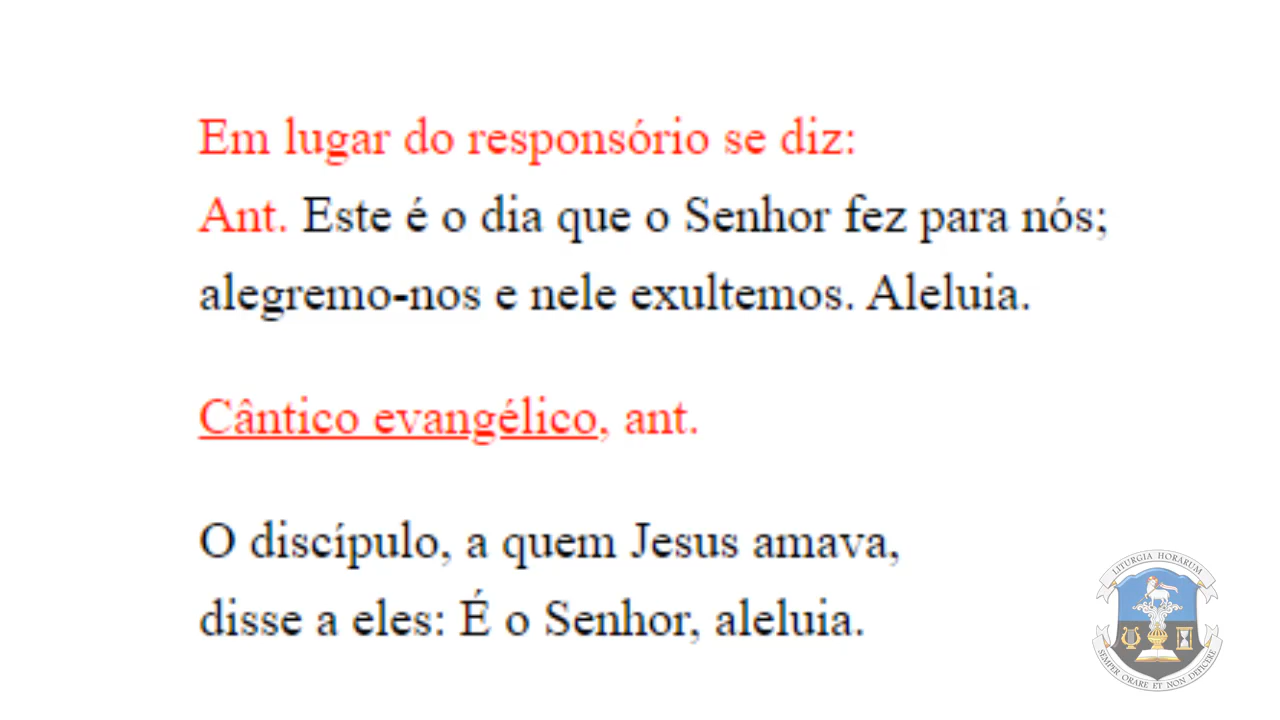 Em lugar do responsório se diz:
Ant. Este é o dia que o Senhor fez para nós;
alegremo-nos e nele exultemos. Aleluia.
Cântico evangélico, ant.
O discípulo, a quem Jesus amava,
disse a eles: É o Senhor, aleluia.
LITURGIA HORARUM
SEMPER ORARE ET NON DEFICERE